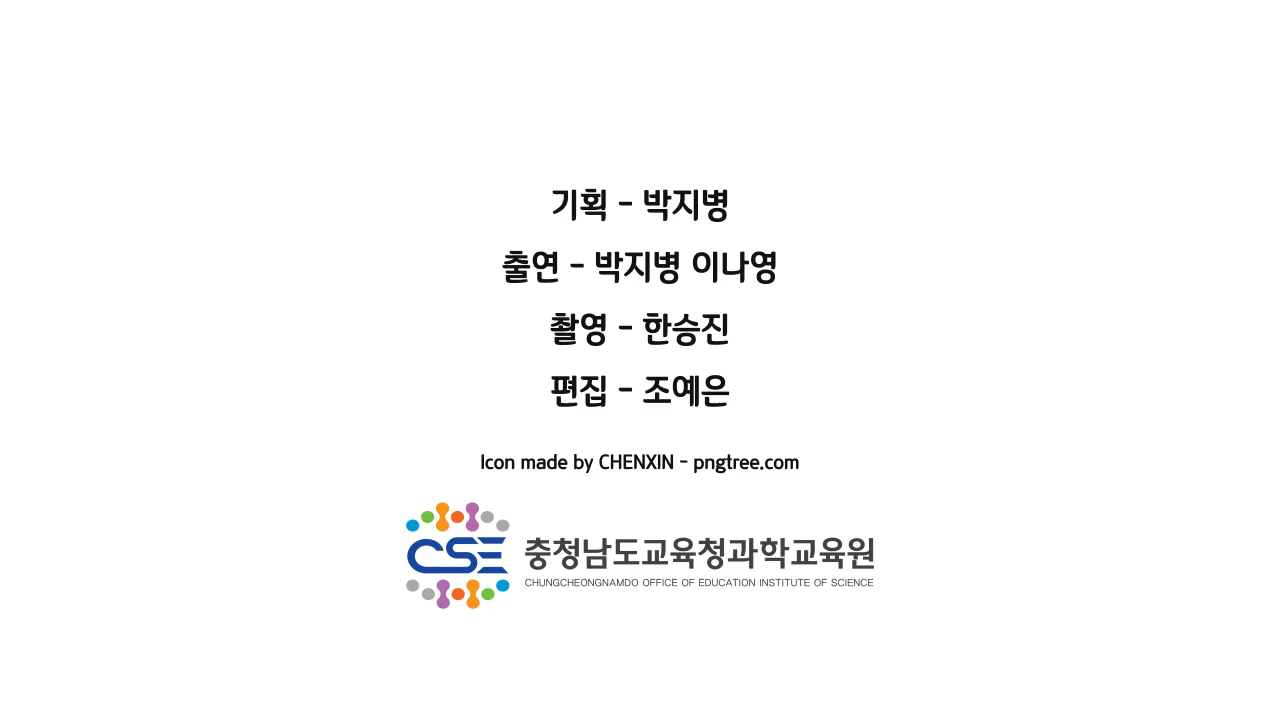 기획 - 박지병
출연 - 박지병 이나영
촬영 - 한승진
편집 - 조예은
Icon made by CHENXIN - pngtree.com
CSE
충청남도교육청과학교육원
CHUNGCHEONGNAMDO OFFICE OF EDUCATION INSTITUTE OF SCIENCE